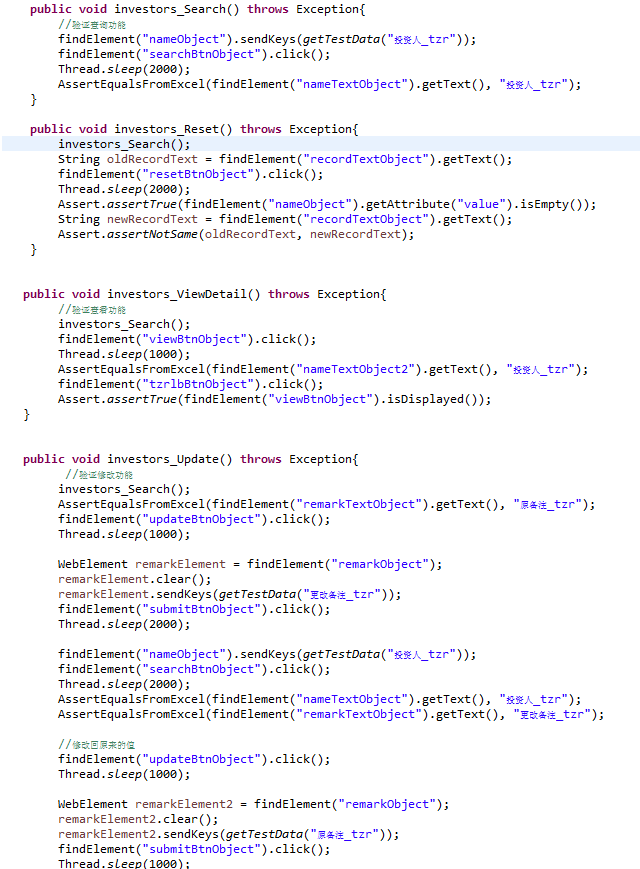 public void investors_Search() throws Exception{
//验证查询功能
findElement("nameObject").sendKeys(getTestData("投资人_tzr"));
findElement("searchBtnObject").click();
Thread.sleep(2000);
AssertEqualsFromExcel(findElement("nameTextObject").getText(), "投资人_tzr");
}
public void investors_Reset() throws Exception{
investors_Search();
String oldRecordText = findElement("recordTextObject").getText();
findElement("resetBtnObject").click();
Thread.sleep(2000);
Assert.assertTrue(findElement("nameObject").getAttribute("value").isEmpty());
String newRecordText = findElement("recordTextObject").getText();
Assert.assertNotSame(oldRecordText, newRecordText);
}
public void investors_ViewDetail() throws Exception{
//验证查看功能
investors_Search();
findElement("viewBtnObject").click();
Thread.sleep(1000);
AssertEqualsFromExcel(findElement("nameTextObject2").getText(), "投资人_tzr");
findElement("tzrlbBtnObject").click();
Assert.assertTrue(findElement("viewBtnObject").isDisplayed());
}
public void investors_Update() throws Exception{
//验证修改功能
investors_Search();
AssertEqualsFromExcel(findElement("remarkTextObject").getText(), "原备注_tzr");
findElement("updateBtnObject").click();
Thread.sleep(1000);
WebElement remarkElement = findElement("remarkObject");
remarkElement.clear();
remarkElement.sendKeys(getTestData("更改备注_tzr"));
findElement("submitBtnObject").click();
Thread.sleep(2000);
findElement("nameObject").sendKeys(getTestData("投资人_tzr"));
findElement("searchBtnObject").click();
Thread.sleep(2000);
AssertEqualsFromExcel(findElement("nameTextObject").getText(), "投资人_tzr");
AssertEqualsFromExcel(findElement("remarkTextObject").getText(), "更改备注_tzr");
//修改回原来的值
findElement("updateBtnObject").click();
Thread.sleep(1000);
WebElement remarkElement2 = findElement("remarkObject");
remarkElement2.clear();
remarkElement2.sendKeys(getTestData("原备注_tzr"));
findElement("submitBtnObject").click();
Thread.sleep(1000);